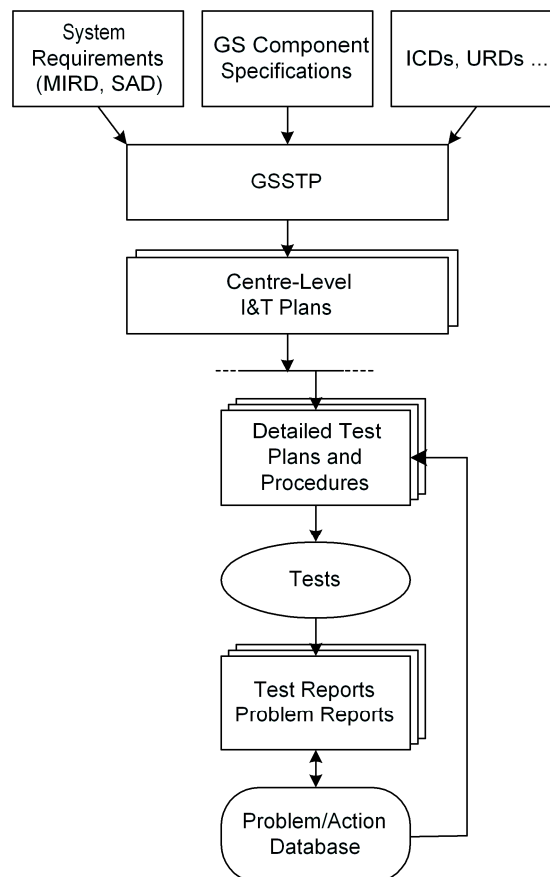 System
Requirements
(MIRD, SAD)
GS Component
Specifications
ICDs, URDs ...
GSSTP
Centre-Level
I&T Plans
Detailed Test
Plans and
Procedures
Tests
Test Reports
Problem Reports
Problem/Action
Database